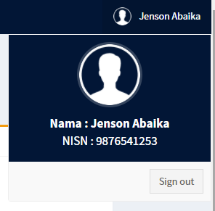 Jenson Abaika
Nama : Jenson Abaika
NISN : 9876541253
Sign out